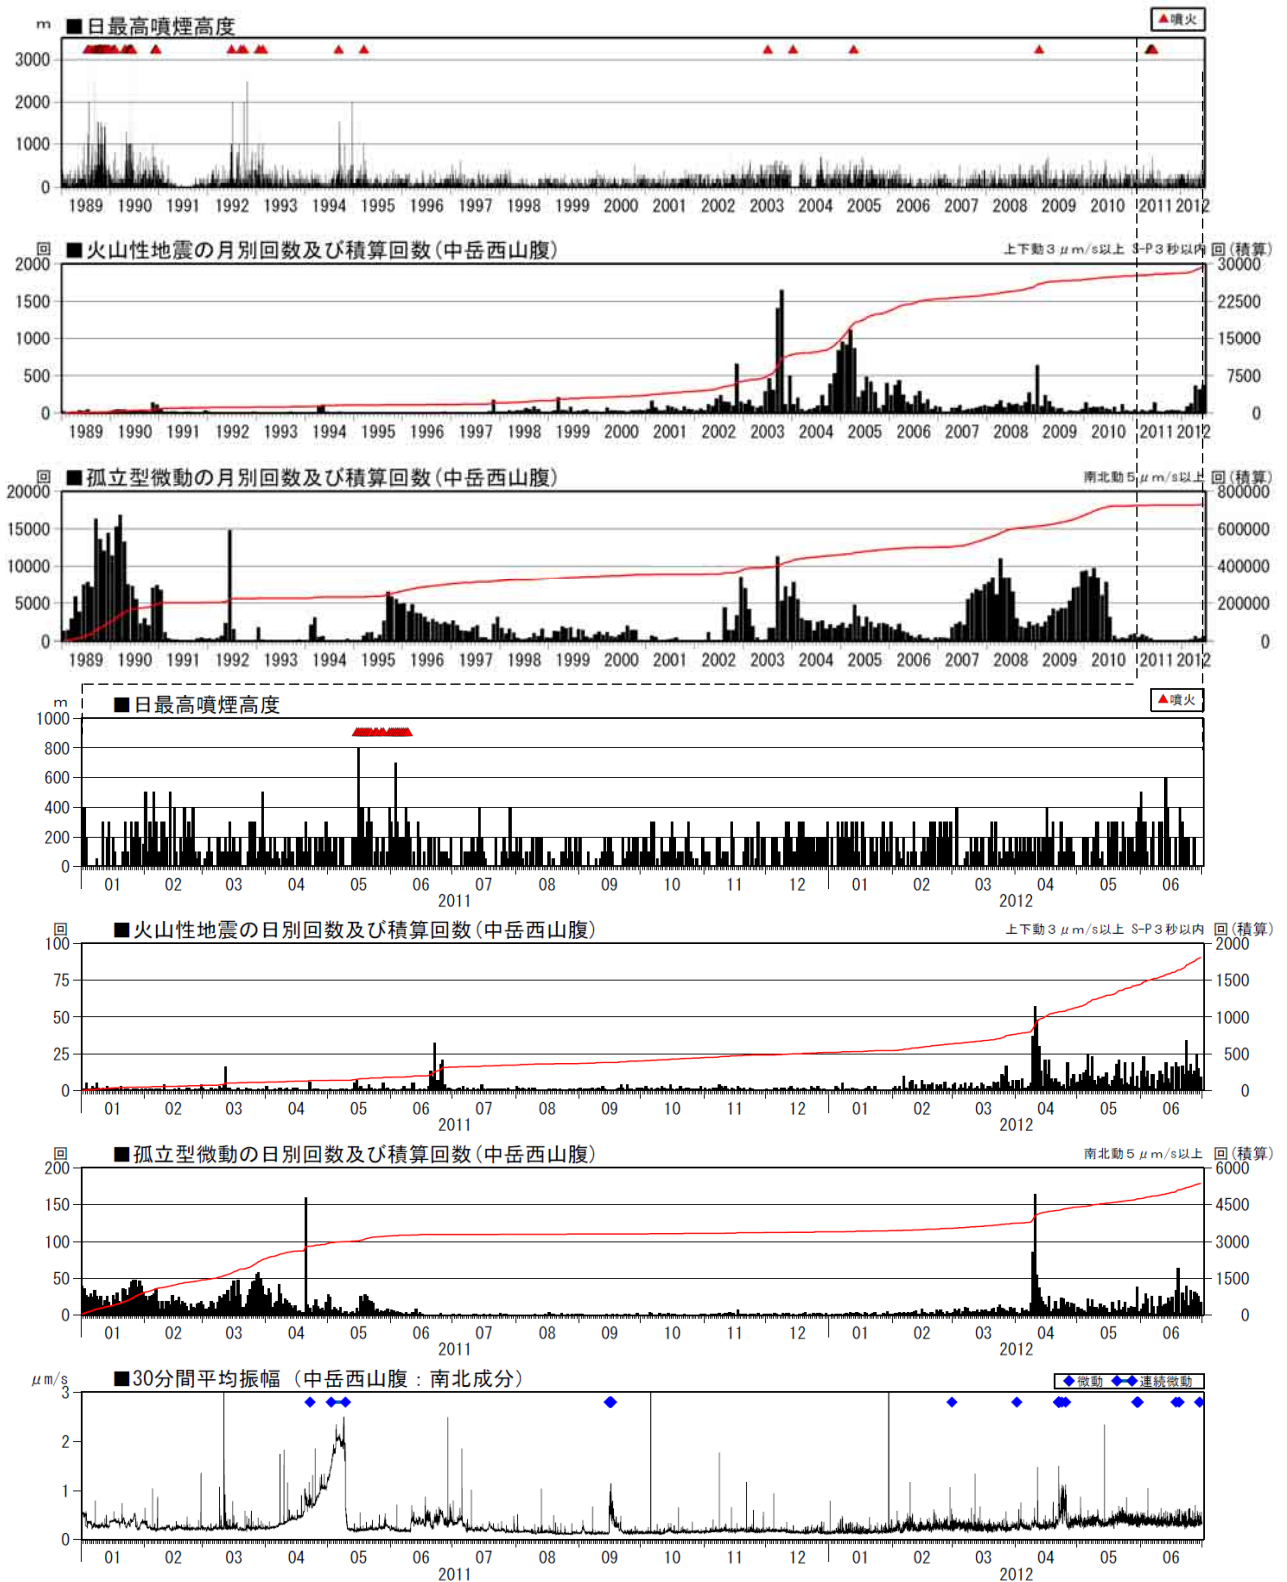 m ■日最高噴煙高度 ▲噴火
3000
2000
1000
0
1989 1990 1991 1992 1993 1994 1995 1996 1997 1998 1999 2000 2001 2002 2003 2004 2005 2006 2007 2008 2009 2010 2011 2012
回 ■火山性地震の月別回数及び積算回数(中岳西山腹) 上下動3μm/s以上 S-P3秒以内 回(積算)
2000 30000
1500 22500
1000 15000
500 7500
0 0
1989 1990 1991 1992 1993 1994 1995 1996 1997 1998 1999 2000 2001 2002 2003 2004 2005 2006 2007 2008 2009 2010 2011 2012
回 ■孤立型微動の月別回数及び積算回数(中岳西山腹) 南北動5μm/s以上 回(積算)
20000 800000
15000 600000
10000 400000
5000 200000
0 0
1989 1990 1991 1992 1993 1994 1995 1996 1997 1998 1999 2000 2001 2002 2003 2004 2005 2006 2007 2008 2009 2010 2011 2012
m ■日最高噴煙高度 ▲噴火
1000
800
600
400
200
0
01 02 03 04 05 06 07 08 09 10 11 12 01 02 03 04 05 06
2011 2012
回 ■火山性地震の日別回数及び積算回数(中岳西山腹) 上下動3μm/s以上 S-P3秒以内 回(積算)
100 2000
75 1500
50 1000
25 500
0 0
01 02 03 04 05 06 07 08 09 10 11 12 01 02 03 04 05 06
2011 2012
回 ■孤立型微動の日別回数及び積算回数(中岳西山腹) 南北動5μm/s以上 回(積算)
200 6000
150 4500
100 3000
50 1500
0 0
01 02 03 04 05 06 07 08 09 10 11 12 01 02 03 04 05 06
2011 2012
μm/s ■30分間平均振幅(中岳西山腹:南北成分) ◆微動 ◆━◆連続微動
3
2
1
0
01 02 03 04 05 06 07 08 09 10 11 12 01 02 03 04 05 06
2011 2012